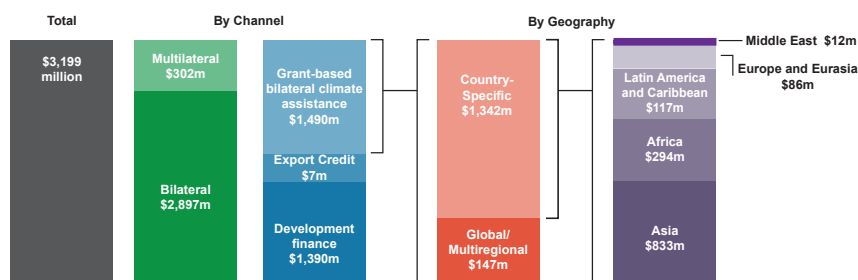 Total
By Channel
By Geography
$3,199
million
Multilateral
$302m
Bilateral
$2,897m
Grant-based
bilateral climate
assistance
$1,490m
Export Credit
$7m
Development
finance
$1,390m
Country-
Specific
$1,342m
Global/
Multiregional
$147m
Middle East $12m
Europe and Eurasia
$86m
Latin America
and Caribbean
$117m
Africa
$294m
Asia
$833m